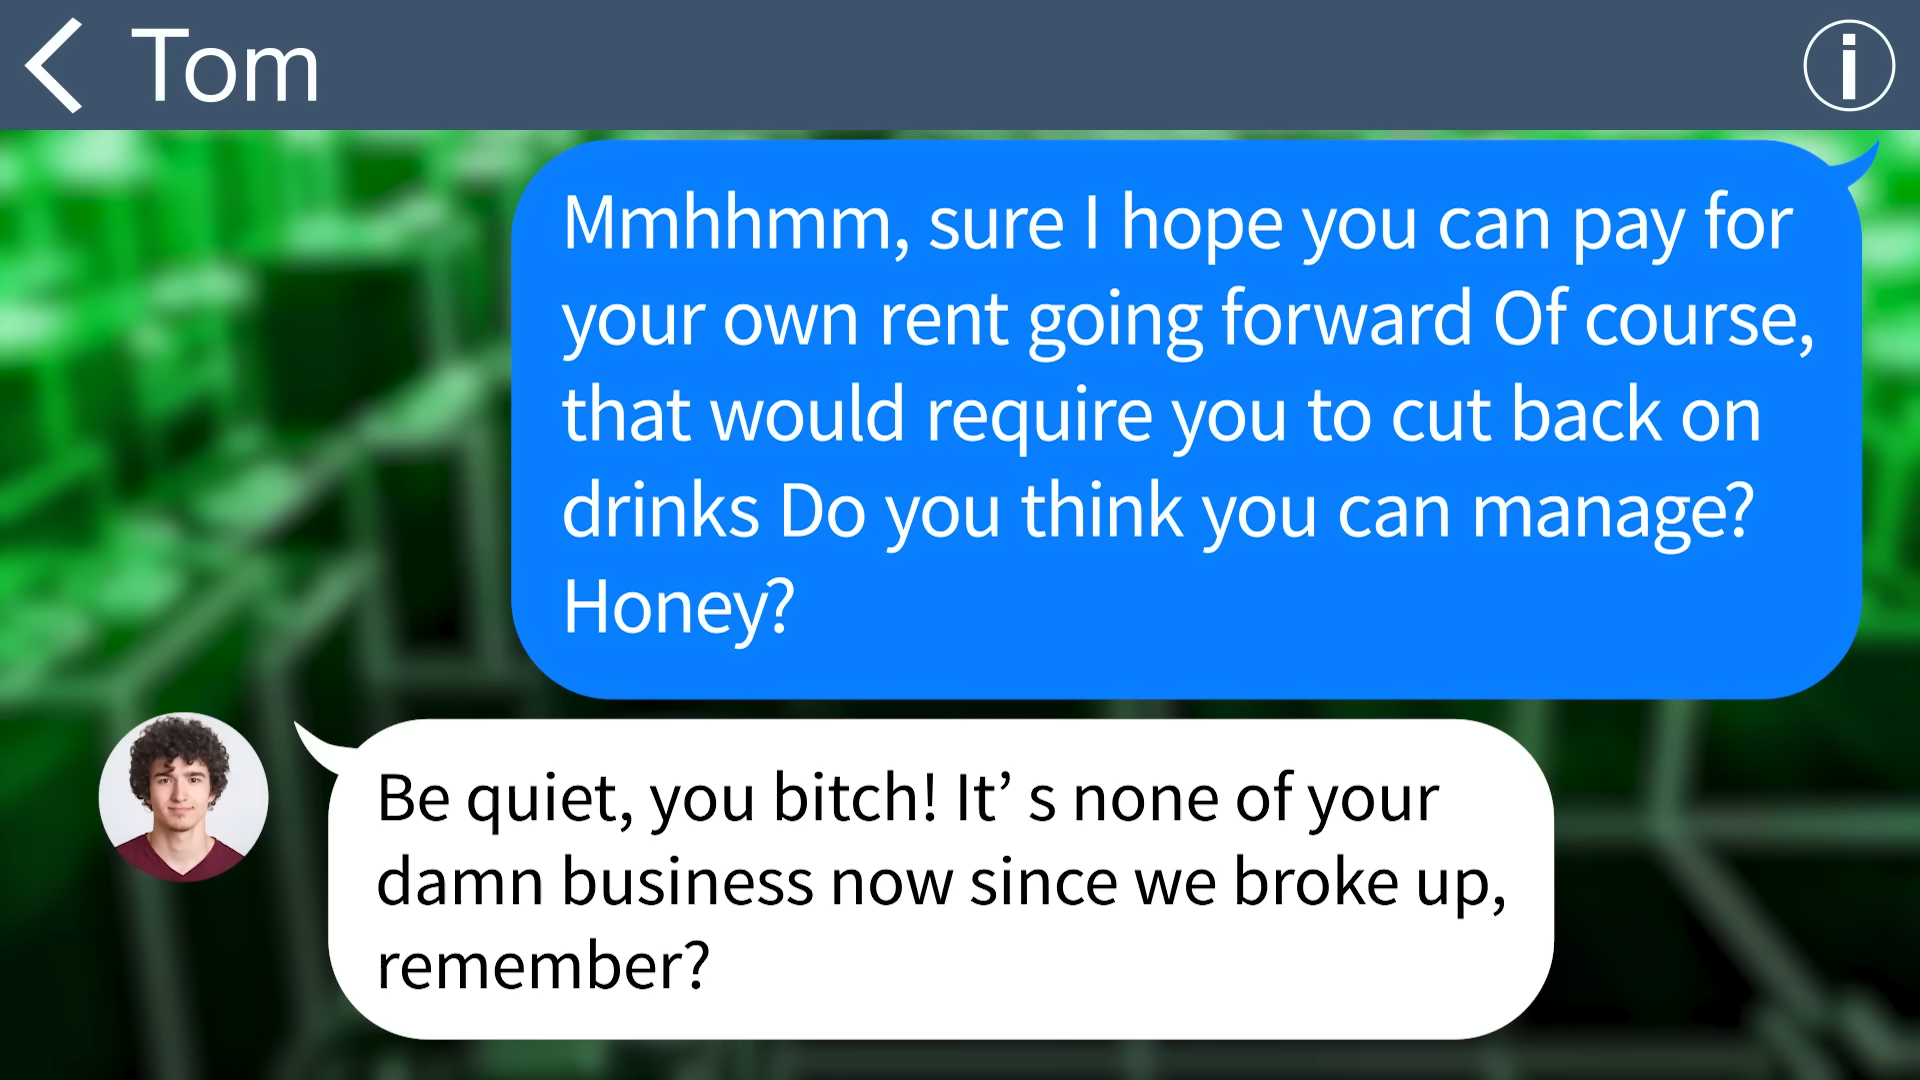 Tom
Mmhhmm, sure I hope you can pay for
your own rent going forward Of course,
that would require you to cut back on
drinks Do you think you can manage?
Honey?
Be quiet, you bitch! It’ s none of your
damn business now since we broke up,
remember?